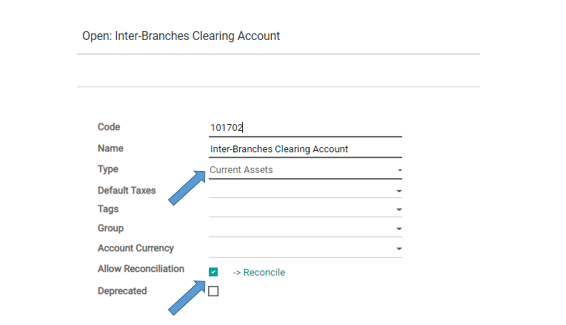 Open: Inter-Branches Clearing Account
Code 101702
Name Inter-Branches Clearing Account
Type Current Assets
Default Taxes
Tags
Group
Account Currency
Allow Reconciliation -> Reconcile
Deprecated